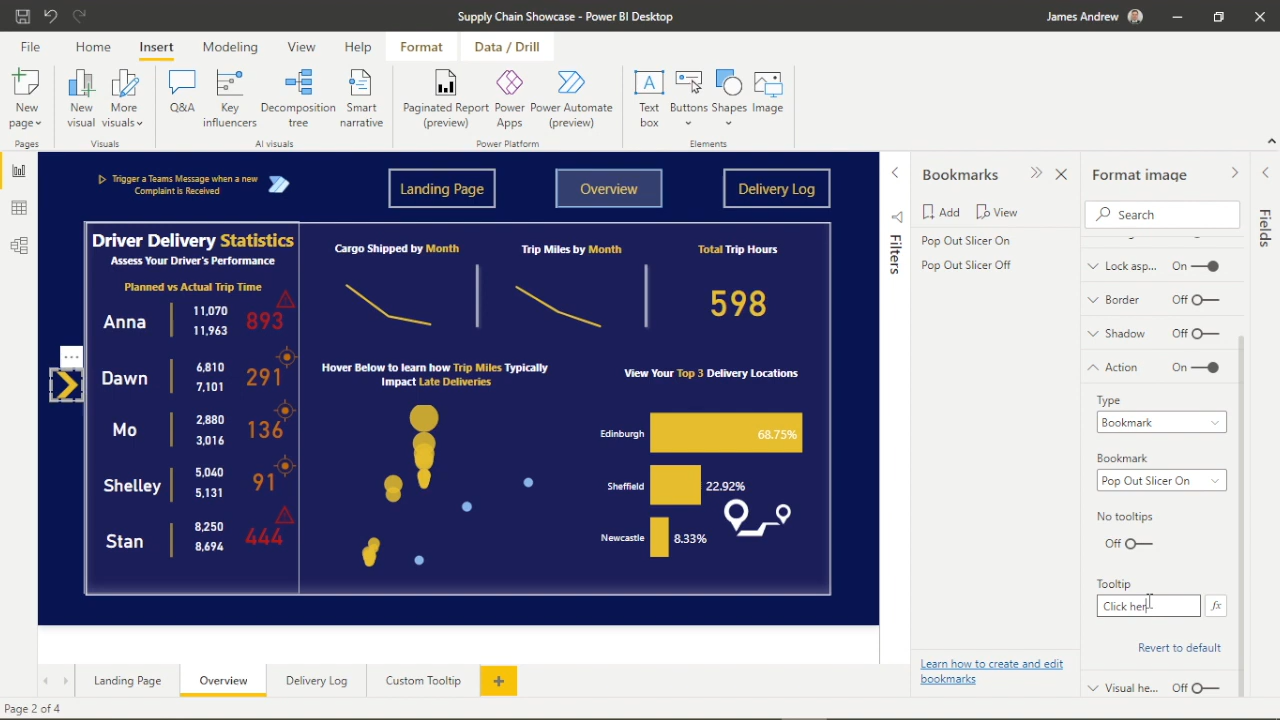 Supply Chain Showcase - Power BI Desktop
James Andrew
File Home Insert Modeling View Help Format Data / Drill
New page
New visual
More visuals
Q&A
Key influencers
Decomposition tree
Smart narrative
Paginated Report (preview)
Power Apps
Power Automate (preview)
Text box
Buttons
Shapes
Image
Pages
Visuals
AI visuals
Power Platform
Elements
Trigger a Teams Message when a new
Complaint is Received
Landing Page
Overview
Delivery Log
Driver Delivery Statistics
Assess Your Driver's Performance
Planned vs Actual Trip Time
Anna
11,070
11,963
893
Dawn
6,810
7,101
291
Mo
2,880
3,016
136
Shelley
5,040
5,131
91
Stan
8,250
8,694
444
Cargo Shipped by Month
Trip Miles by Month
Total Trip Hours
598
Hover Below to learn how Trip Miles Typically
Impact Late Deliveries
View Your Top 3 Delivery Locations
Edinburgh
68.75%
Sheffield
22.92%
Newcastle
8.33%
Filters
Bookmarks
Add
View
Pop Out Slicer On
Pop Out Slicer Off
Learn how to create and edit
bookmarks
Format image
Search
Lock asp... On
Border Off
Shadow Off
Action On
Type
Bookmark
Bookmark
Pop Out Slicer On
No tooltips
Off
Tooltip
Click her
fx
Revert to default
Visual he... Off
Fields
Landing Page
Overview
Delivery Log
Custom Tooltip
+
Page 2 of 4